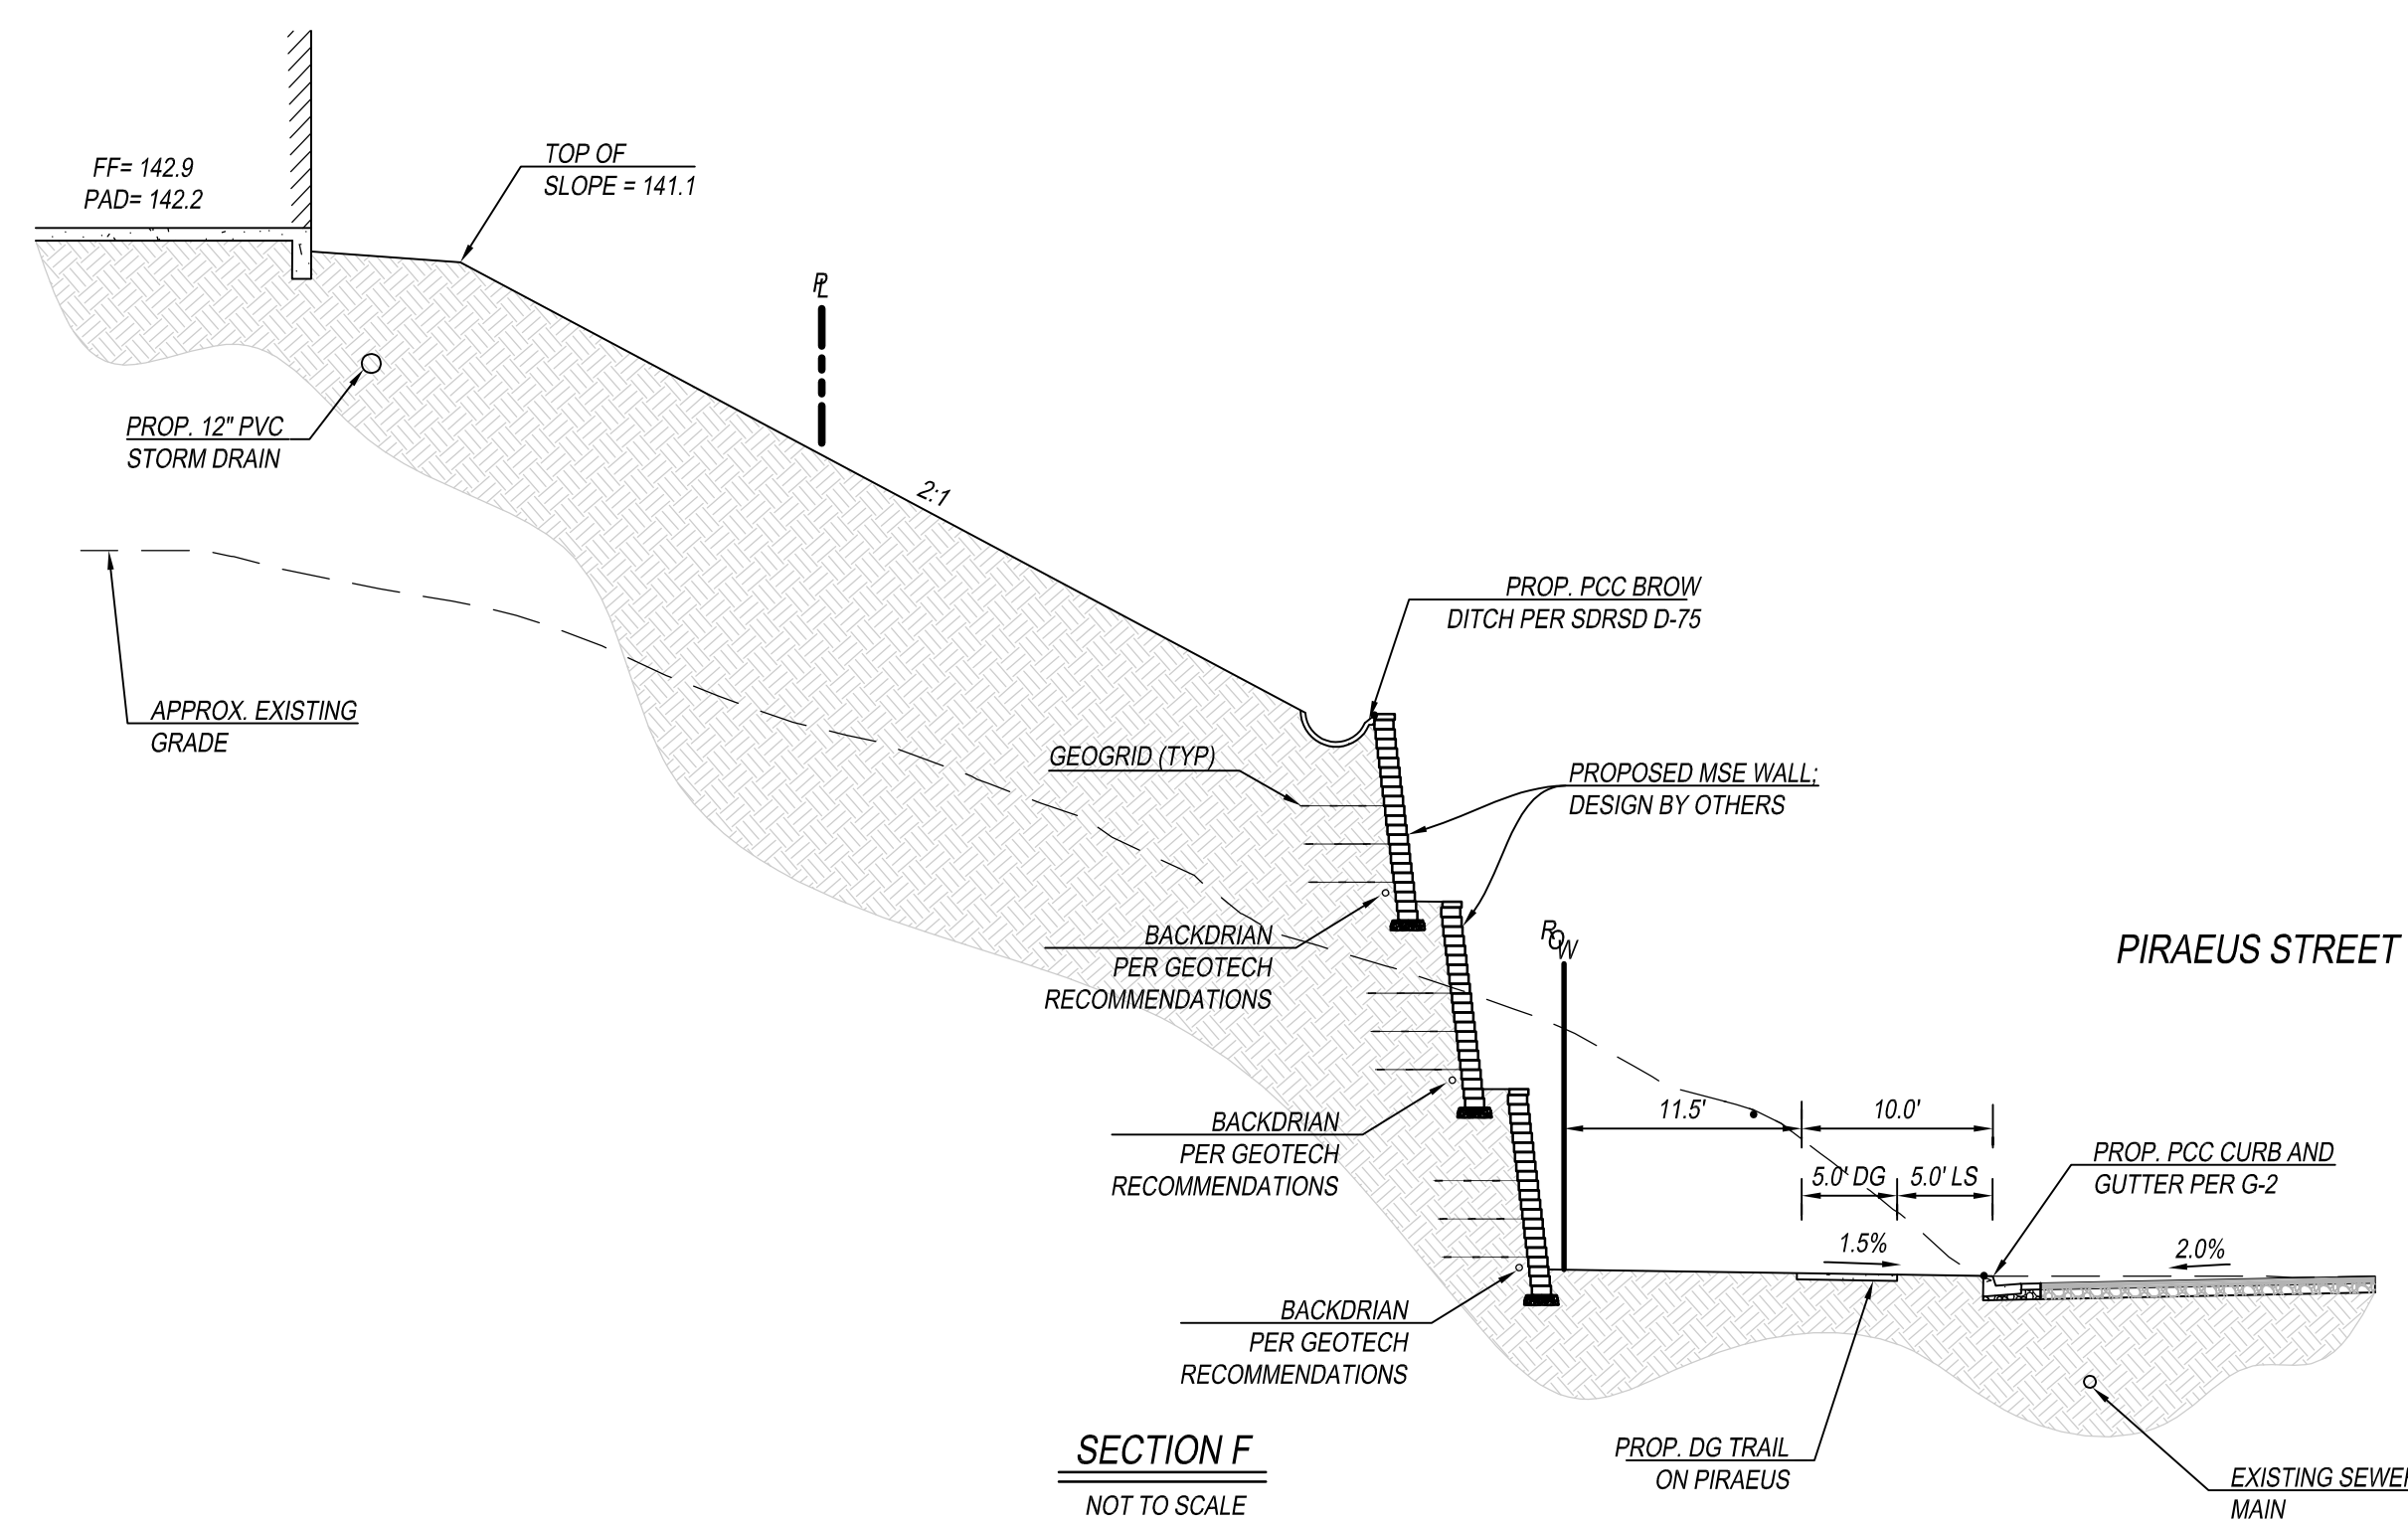 FF= 142.9
PAD= 142.2
TOP OF
SLOPE = 141.1
PL
PROP. 12" PVC
STORM DRAIN
2:1
APPROX. EXISTING
GRADE
PROP. PCC BROW
DITCH PER SDRSD D-75
GEOGRID (TYP)
PROPOSED MSE WALL;
DESIGN BY OTHERS
BACKDRIAN
PER GEOTECH
RECOMMENDATIONS
ROW
PIRAEUS STREET
BACKDRIAN
PER GEOTECH
RECOMMENDATIONS
11.5'
10.0'
5.0' DG
5.0' LS
PROP. PCC CURB AND
GUTTER PER G-2
1.5%
2.0%
BACKDRIAN
PER GEOTECH
RECOMMENDATIONS
PROP. DG TRAIL
ON PIRAEUS
EXISTING SEWE
MAIN
SECTION F
NOT TO SCALE